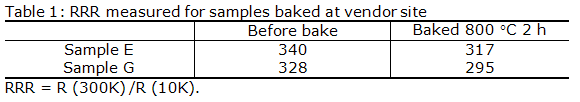 Table 1: RRR measured for samples baked at vendor site
Before bake Baked 800 °C 2 h
Sample E 340 317
Sample G 328 295
RRR = R (300K)/R (10K).